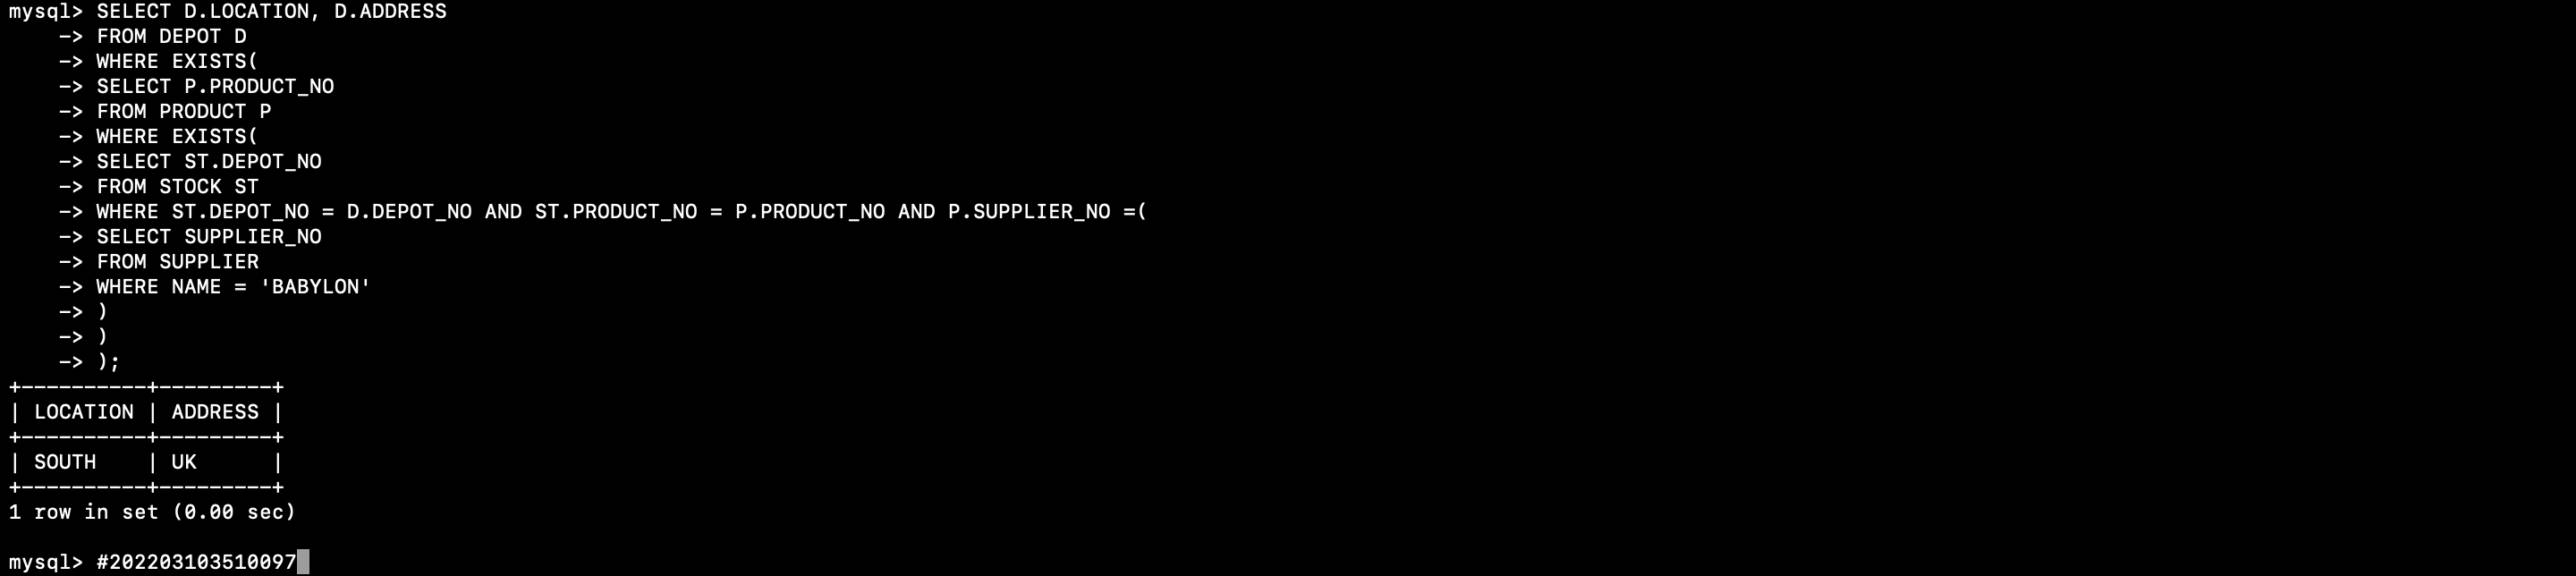 mysql> SELECT D.LOCATION, D.ADDRESS
    -> FROM DEPOT D
    -> WHERE EXISTS(
    -> SELECT P.PRODUCT_NO
    -> FROM PRODUCT P
    -> WHERE EXISTS(
    -> SELECT ST.DEPOT_NO
    -> FROM STOCK ST
    -> WHERE ST.DEPOT_NO = D.DEPOT_NO AND ST.PRODUCT_NO = P.PRODUCT_NO AND P.SUPPLIER_NO =(
    -> SELECT SUPPLIER_NO
    -> FROM SUPPLIER
    -> WHERE NAME = 'BABYLON'
    -> )
    -> )
    -> );
+----------+---------+
| LOCATION | ADDRESS |
+----------+---------+
| SOUTH    | UK      |
+----------+---------+
1 row in set (0.00 sec)

mysql> #202203103510097